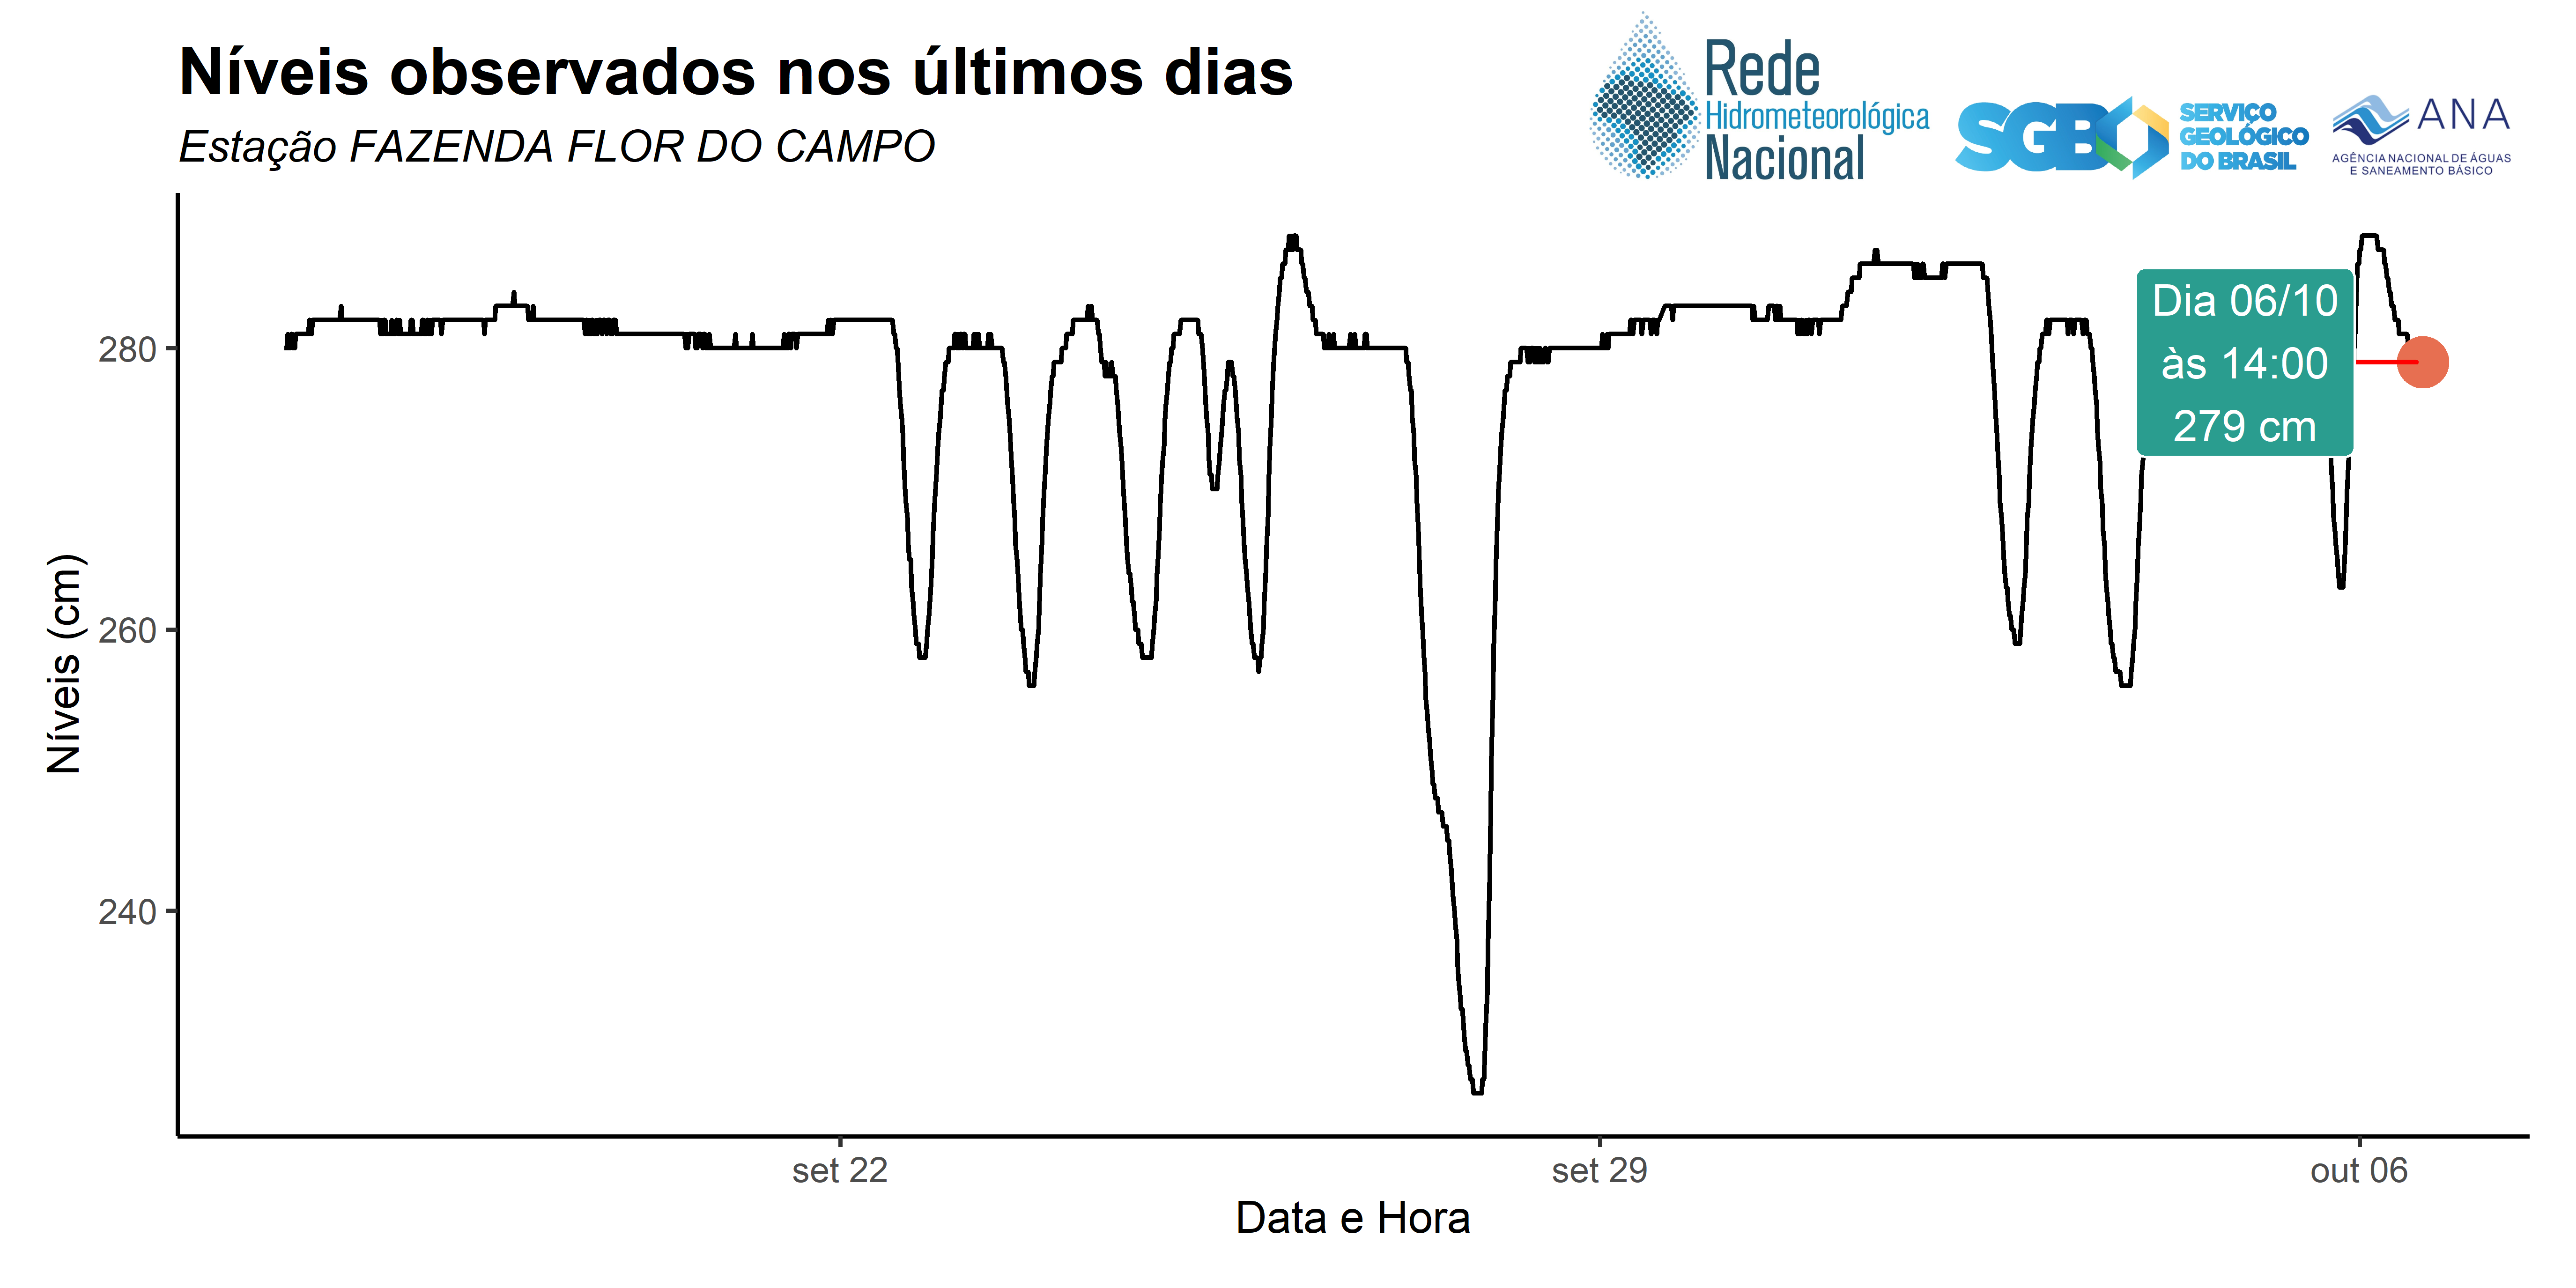 Níveis observados nos últimos dias
Estação FAZENDA FLOR DO CAMPO
Rede
Hidrometeorológica
Nacional
SGB
SERVIÇO
GEOLÓGICO
DO BRASIL
ANA
AGÊNCIA NACIONAL DE ÁGUAS
E SANEAMENTO BÁSICO
Níveis (cm)
280
260
240
Dia 06/10
às 14:00
279 cm
set 22
set 29
out 06
Data e Hora